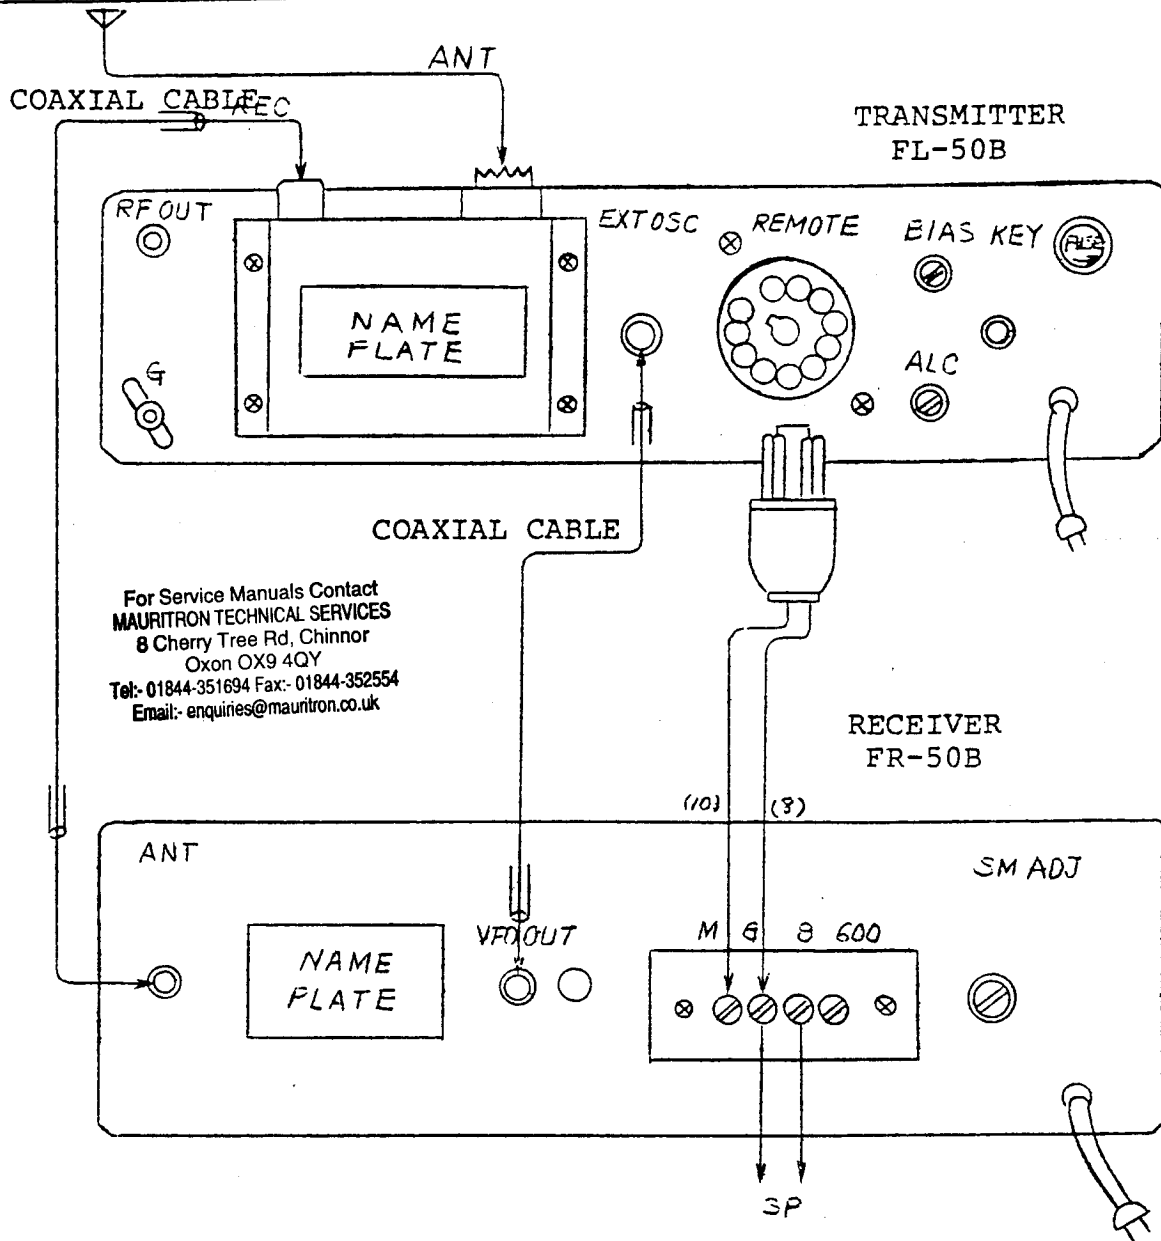 ANT
COAXIAL CABLE
REC
TRANSMITTER
FL-50B
RF OUT
EXT OSC
REMOTE
BIAS
KEY
FUSE
NAME
PLATE
G
ALC
COAXIAL CABLE
For Service Manuals Contact
MAURITRON TECHNICAL SERVICES
8 Cherry Tree Rd, Chinnor
Oxon OX9 4QY
Tel:- 01844-351694 Fax:- 01844-352554
Email:- enquiries@mauritron.co.uk
RECEIVER
FR-50B
(10)
(8)
ANT
SM ADJ
VFO OUT
M G 8 600
NAME
PLATE
SP